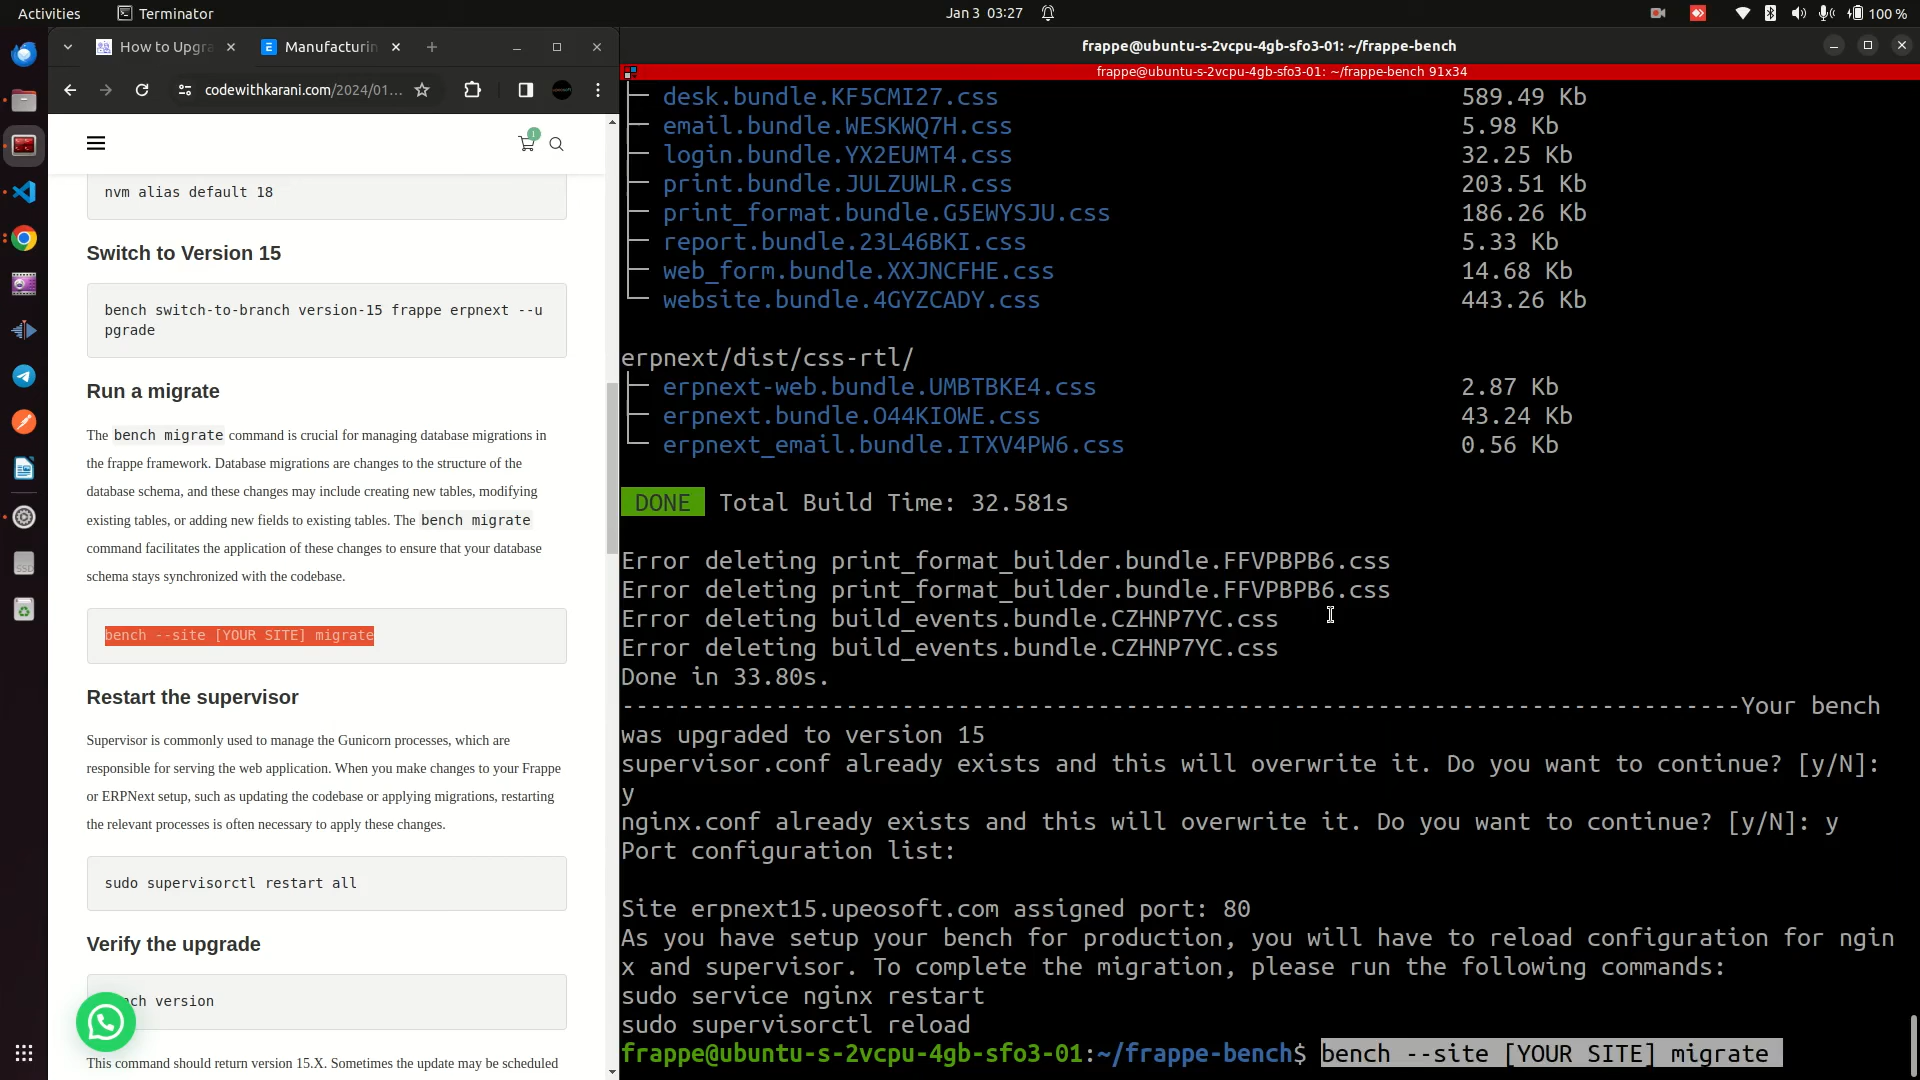 Activities
Terminator
Jan 3 03:27
100 %
How to Upgra
Manufacturin
codewithkarani.com/2024/01...
1
nvm alias default 18
Switch to Version 15
bench switch-to-branch version-15 frappe erpnext --u
pgrade
Run a migrate
The bench migrate command is crucial for managing database migrations in
the frappe framework. Database migrations are changes to the structure of the
database schema, and these changes may include creating new tables, modifying
existing tables, or adding new fields to existing tables. The bench migrate
command facilitates the application of these changes to ensure that your database
schema stays synchronized with the codebase.
bench --site [YOUR SITE] migrate
Restart the supervisor
Supervisor is commonly used to manage the Gunicorn processes, which are
responsible for serving the web application. When you make changes to your Frappe
or ERPNext setup, such as updating the codebase or applying migrations, restarting
the relevant processes is often necessary to apply these changes.
sudo supervisorctl restart all
Verify the upgrade
ch version
This command should return version 15.X. Sometimes the update may be scheduled
frappe@ubuntu-s-2vcpu-4gb-sfo3-01: ~/frappe-bench
frappe@ubuntu-s-2vcpu-4gb-sfo3-01: ~/frappe-bench 91x34
desk.bundle.KF5CMI27.css 589.49 Kb
email.bundle.WESKWQ7H.css 5.98 Kb
login.bundle.YX2EUMT4.css 32.25 Kb
print.bundle.JULZUWLR.css 203.51 Kb
print_format.bundle.G5EWYSJU.css 186.26 Kb
report.bundle.23L46BKI.css 5.33 Kb
web_form.bundle.XXJNCFHE.css 14.68 Kb
website.bundle.4GYZCADY.css 443.26 Kb
erpnext/dist/css-rtl/
erpnext-web.bundle.UMBTBKE4.css 2.87 Kb
erpnext.bundle.O44KIOWE.css 43.24 Kb
erpnext_email.bundle.ITXV4PW6.css 0.56 Kb
DONE Total Build Time: 32.581s
Error deleting print_format_builder.bundle.FFVPBPB6.css
Error deleting print_format_builder.bundle.FFVPBPB6.css
Error deleting build_events.bundle.CZHNP7YC.css
Error deleting build_events.bundle.CZHNP7YC.css
Done in 33.80s.
--------------------------------------------------------------------------------Your bench
was upgraded to version 15
supervisor.conf already exists and this will overwrite it. Do you want to continue? [y/N]:
y
nginx.conf already exists and this will overwrite it. Do you want to continue? [y/N]: y
Port configuration list:
Site erpnext15.upeosoft.com assigned port: 80
As you have setup your bench for production, you will have to reload configuration for ngin
x and supervisor. To complete the migration, please run the following commands:
sudo service nginx restart
sudo supervisorctl reload
frappe@ubuntu-s-2vcpu-4gb-sfo3-01:~/frappe-bench$ bench --site [YOUR SITE] migrate